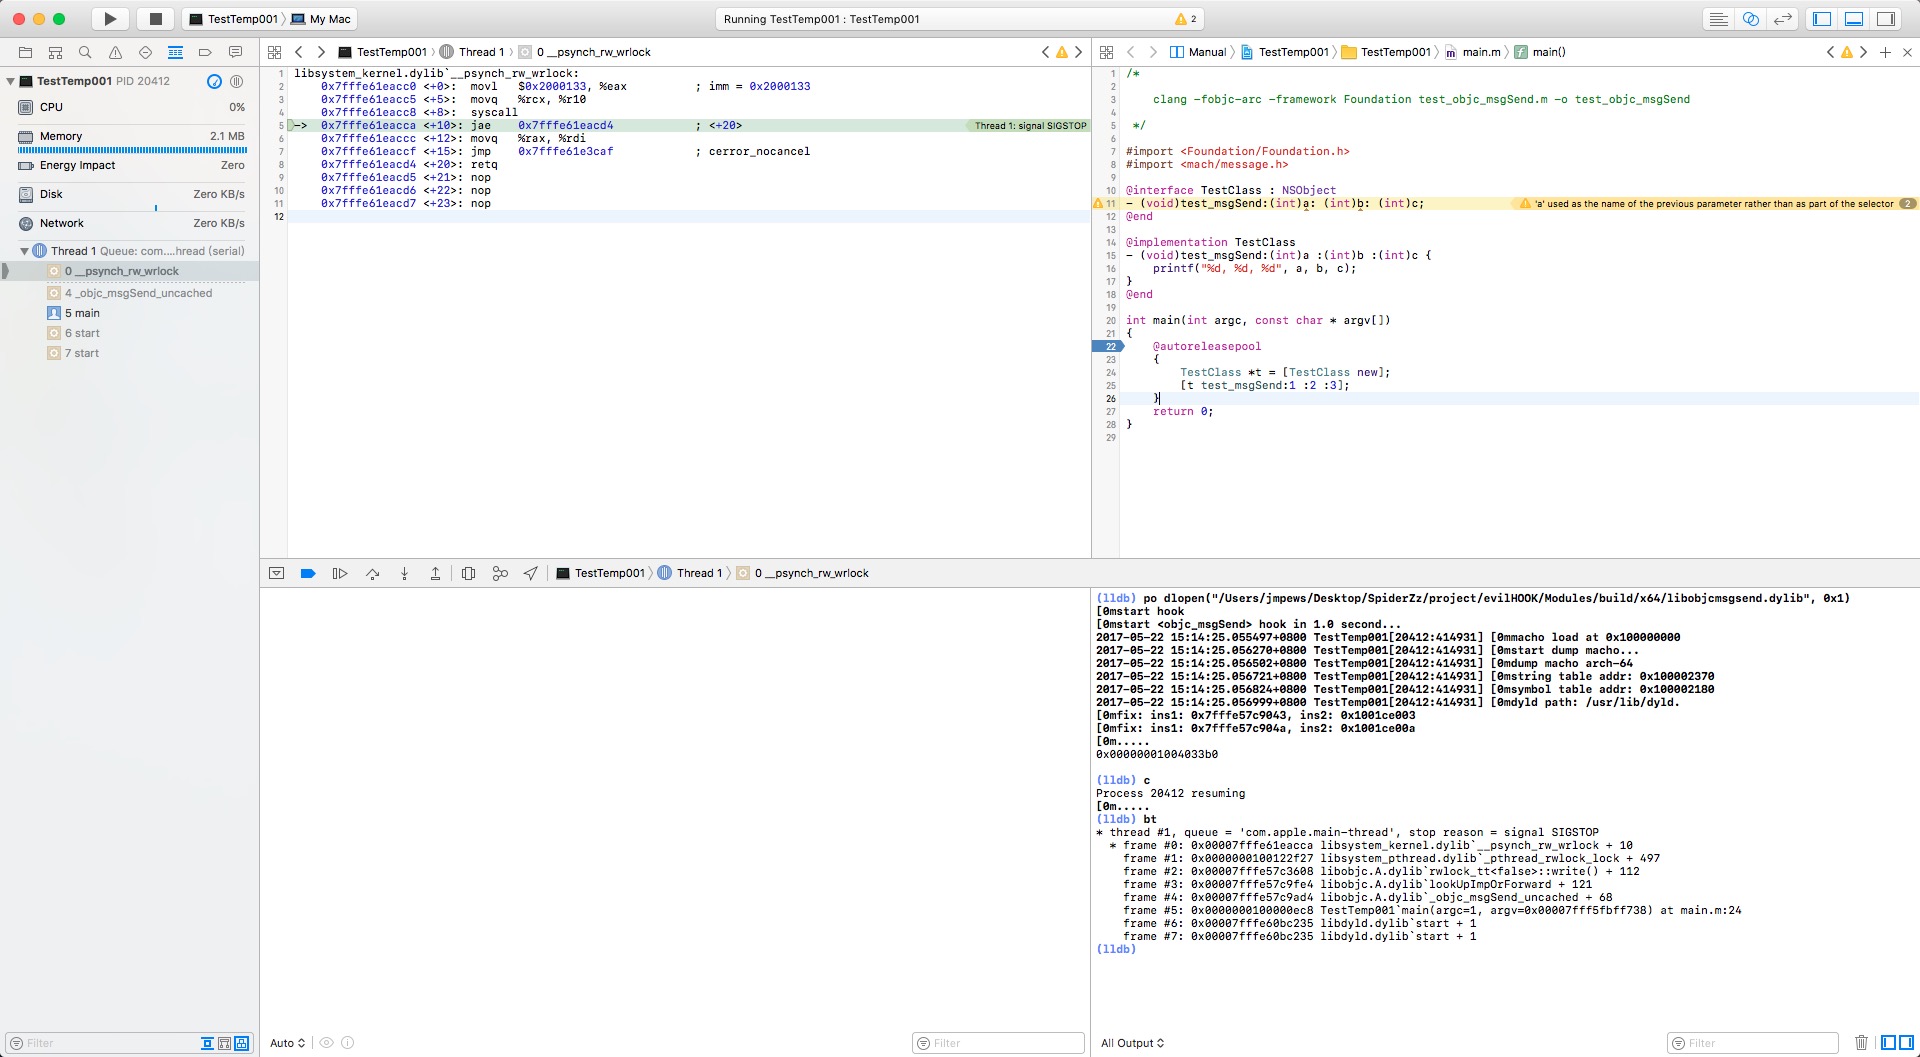 TestTemp001 〉 My Mac
Running TestTemp001 : TestTemp001
2
TestTemp001 PID 20412
CPU 0%
Memory 2.1 MB
Energy Impact Zero
Disk Zero KB/s
Network Zero KB/s
Thread 1 Queue: com....hread (serial)
0 __psynch_rw_wrlock
4 _objc_msgSend_uncached
5 main
6 start
7 start
Filter
TestTemp001 〉 Thread 1 〉 0 __psynch_rw_wrlock
1 libsystem_kernel.dylib`__psynch_rw_wrlock:
2 0x7fffe61eacc0 <+0>: movl $0x2000133, %eax ; imm = 0x2000133
3 0x7fffe61eacc5 <+5>: movq %rcx, %r10
4 0x7fffe61eacc8 <+8>: syscall
5 -> 0x7fffe61eacca <+10>: jae 0x7fffe61eacd4 ; <+20> Thread 1: signal SIGSTOP
6 0x7fffe61eaccc <+12>: movq %rax, %rdi
7 0x7fffe61eaccf <+15>: jmp 0x7fffe61e3caf ; cerror_nocancel
8 0x7fffe61eacd4 <+20>: retq
9 0x7fffe61eacd5 <+21>: nop
10 0x7fffe61eacd6 <+22>: nop
11 0x7fffe61eacd7 <+23>: nop
12
Manual 〉 TestTemp001 〉 TestTemp001 〉 main.m 〉 main()
1 /*
2
3 clang -fobjc-arc -framework Foundation test_objc_msgSend.m -o test_objc_msgSend
4
5 */
6
7 #import <Foundation/Foundation.h>
8 #import <mach/message.h>
9
10 @interface TestClass : NSObject
11 - (void)test_msgSend:(int)a: (int)b: (int)c; 'a' used as the name of the previous parameter rather than as part of the selector 2
12 @end
13
14 @implementation TestClass
15 - (void)test_msgSend:(int)a :(int)b :(int)c {
16 printf("%d, %d, %d", a, b, c);
17 }
18 @end
19
20 int main(int argc, const char * argv[])
21 {
22 @autoreleasepool
23 {
24 TestClass *t = [TestClass new];
25 [t test_msgSend:1 :2 :3];
26 }
27 return 0;
28 }
29
TestTemp001 〉 Thread 1 〉 0 __psynch_rw_wrlock
Auto
Filter
(lldb) po dlopen("/Users/jmpews/Desktop/SpiderZz/project/evilHOOK/Modules/build/x64/libobjcmsgsend.dylib", 0x1)
[0mstart hook
[0mstart <objc_msgSend> hook in 1.0 second...
2017-05-22 15:14:25.055497+0800 TestTemp001[20412:414931] [0mmacho load at 0x100000000
2017-05-22 15:14:25.056270+0800 TestTemp001[20412:414931] [0mstart dump macho...
2017-05-22 15:14:25.056502+0800 TestTemp001[20412:414931] [0mdump macho arch-64
2017-05-22 15:14:25.056721+0800 TestTemp001[20412:414931] [0mstring table addr: 0x100002370
2017-05-22 15:14:25.056824+0800 TestTemp001[20412:414931] [0msymbol table addr: 0x100002180
2017-05-22 15:14:25.056999+0800 TestTemp001[20412:414931] [0mdyld path: /usr/lib/dyld.
[0mfix: ins1: 0x7fffe57c9043, ins2: 0x1001ce003
[0mfix: ins1: 0x7fffe57c904a, ins2: 0x1001ce00a
[0m.....
0x00000001004033b0
(lldb) c
Process 20412 resuming
[0m.....
(lldb) bt
* thread #1, queue = 'com.apple.main-thread', stop reason = signal SIGSTOP
* frame #0: 0x00007fffe61eacca libsystem_kernel.dylib`__psynch_rw_wrlock + 10
frame #1: 0x0000000100122f27 libsystem_pthread.dylib`_pthread_rwlock_lock + 497
frame #2: 0x00007fffe57c3608 libobjc.A.dylib`rwlock_tt<false>::write() + 112
frame #3: 0x00007fffe57c9fe4 libobjc.A.dylib`lookUpImpOrForward + 121
frame #4: 0x00007fffe57c9ad4 libobjc.A.dylib`_objc_msgSend_uncached + 68
frame #5: 0x0000000100000ec8 TestTemp001`main(argc=1, argv=0x00007fff5fbff738) at main.m:24
frame #6: 0x00007fffe60bc235 libdyld.dylib`start + 1
frame #7: 0x00007fffe60bc235 libdyld.dylib`start + 1
(lldb)
All Output
Filter